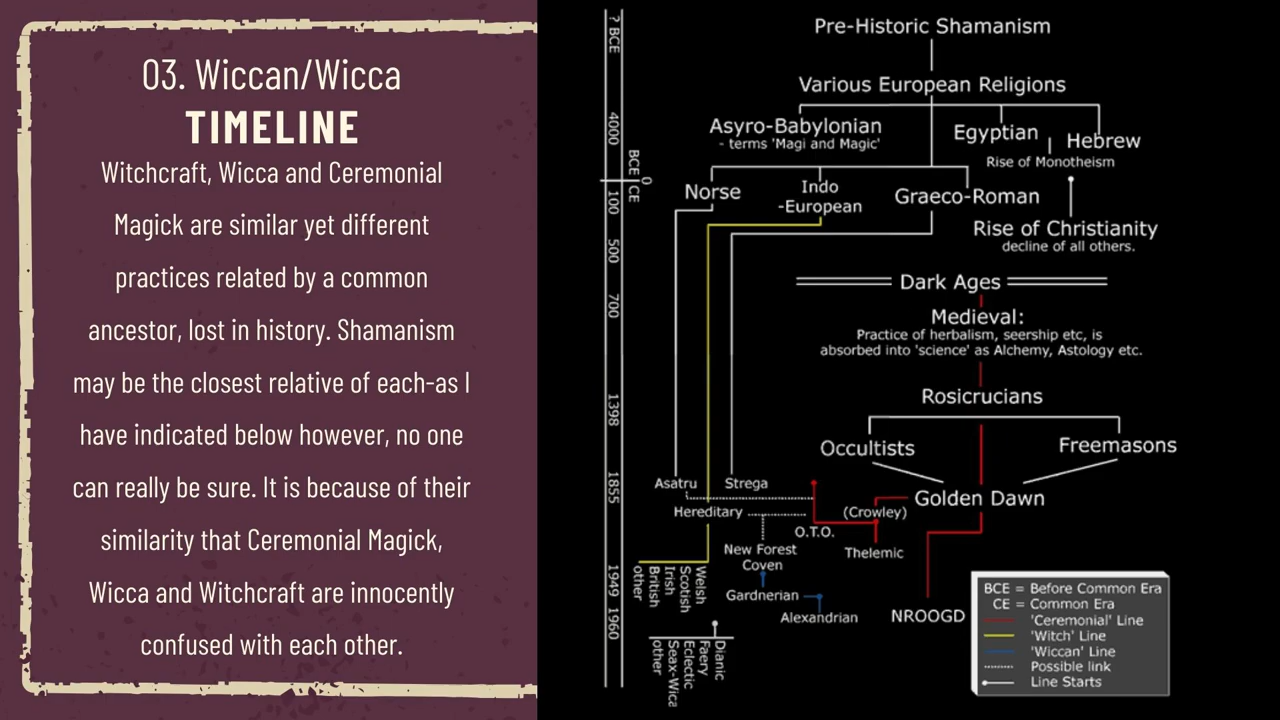 03. Wiccan/Wicca
TIMELINE
Witchcraft, Wicca and Ceremonial
Magick are similar yet different
practices related by a common
ancestor, lost in history. Shamanism
may be the closest relative of each-as I
have indicated below however, no one
can really be sure. It is because of their
similarity that Ceremonial Magick,
Wicca and Witchcraft are innocently
confused with each other.
? BCE
4000
BCE 0 CE
100
500
700
1398
1855
1949
1960
Pre-Historic Shamanism
Various European Religions
Asyro-Babylonian
- terms 'Magi and Magic'
Egyptian
Hebrew
Rise of Monotheism
Norse
Indo
-European
Graeco-Roman
Rise of Christianity
decline of all others.
Dark Ages
Medieval:
Practice of herbalism, seership etc, is
absorbed into 'science' as Alchemy, Astology etc.
Rosicrucians
Occultists
Freemasons
Asatru
Strega
Golden Dawn
Hereditary
(Crowley)
O.T.O.
Thelemic
New Forest
Coven
Gardnerian
Alexandrian
NROOGD
Welsh
Scotish
Irish
British
other
Dianic
Faery
Eclectic
Seax-Wica
other
BCE = Before Common Era
CE = Common Era
'Ceremonial' Line
'Witch' Line
'Wiccan' Line
Possible link
Line Starts